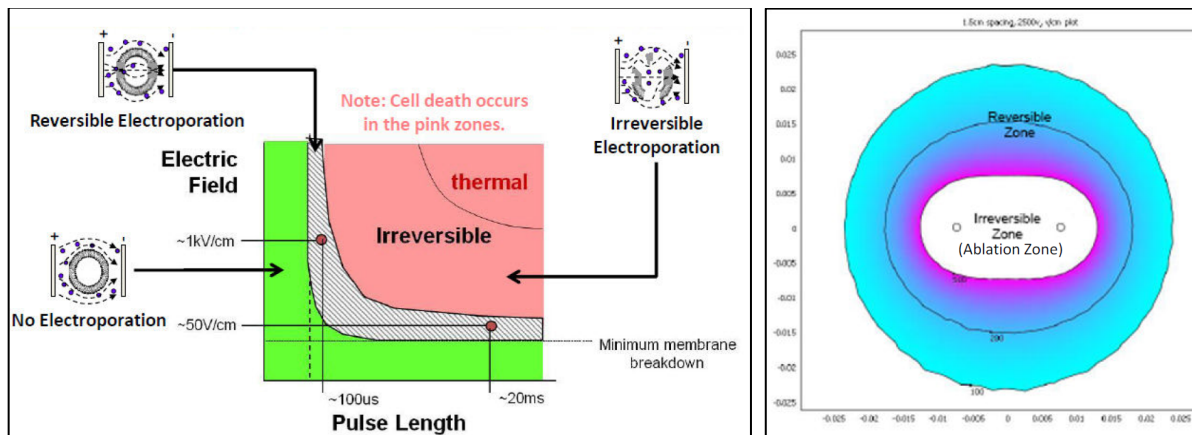 +
-
Reversible Electroporation
Note: Cell death occurs
in the pink zones.
+
-
Irreversible
Electroporation
Electric
Field
thermal
~1kV/cm
Irreversible
+
-
No Electroporation
~50V/cm
Minimum membrane
breakdown
~100us
~20ms
Pulse Length
1.5cm spacing, 2500v, v/cm plot
0.025
0.02
0.015
0.01
0.005
0
-0.005
-0.01
-0.015
-0.02
-0.025
Reversible
Zone
Irreversible
Zone
(Ablation Zone)
500
200
100
-0.025
-0.02
-0.015
-0.01
-0.005
0
0.005
0.01
0.015
0.02
0.025